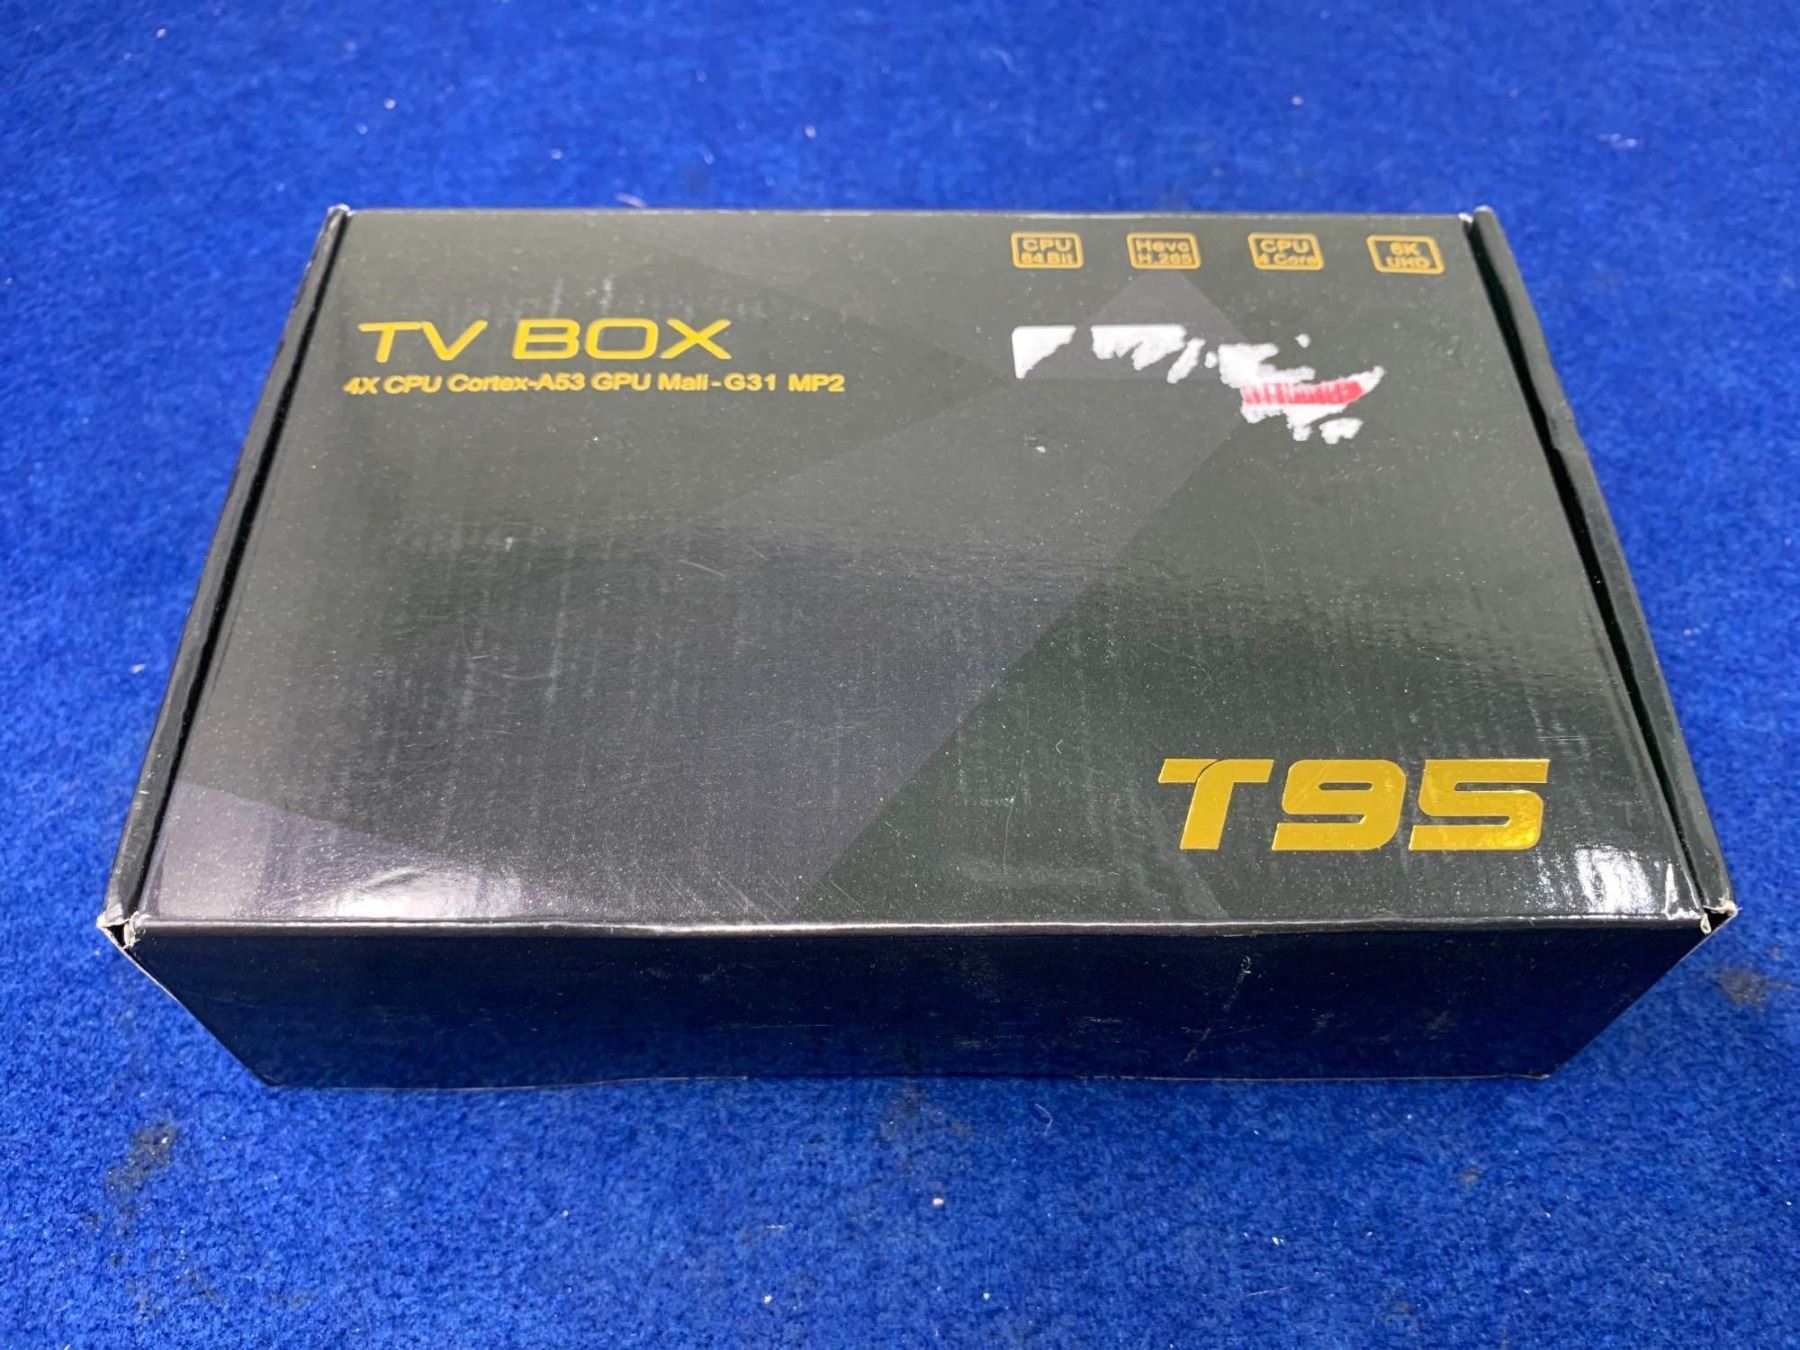 CPU
64 Bit
Hevc
H.265
CPU
4 Core
6K
UHD
TV BOX
4X CPU Cortex-A53 GPU Mali-G31 MP2
T95